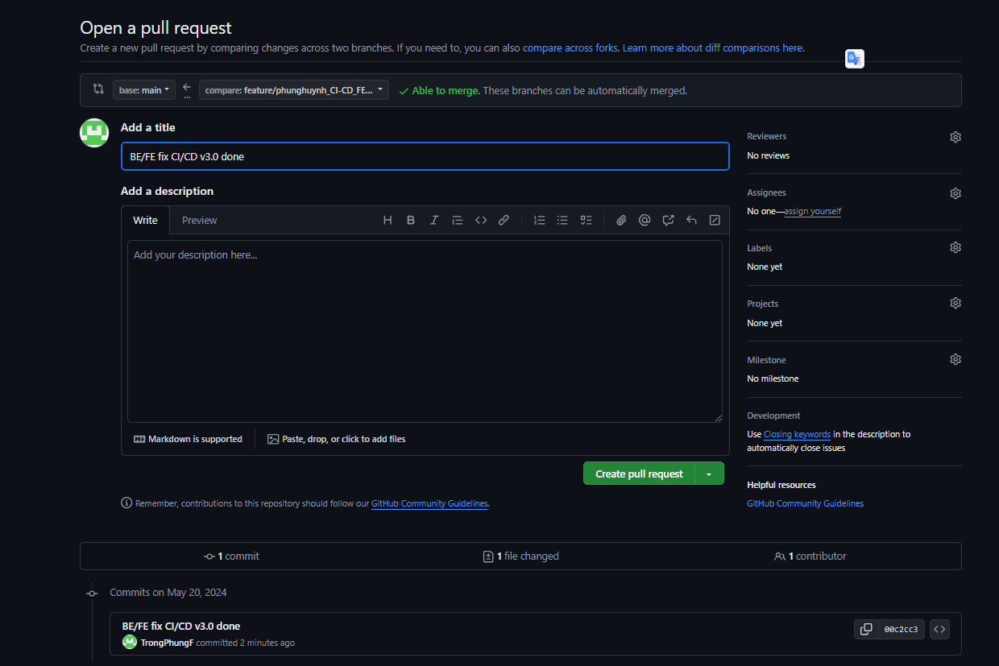 Open a pull request
Create a new pull request by comparing changes across two branches. If you need to, you can also compare across forks. Learn more about diff comparisons here.
base: main
...
compare: feature/phunghuynh_CI-CD_FE...
Able to merge. These branches can be automatically merged.
Add a title
BE/FE fix CI/CD v3.0 done
Add a description
Write Preview
Add your description here...
Markdown is supported
Paste, drop, or click to add files
Create pull request
Remember, contributions to this repository should follow our GitHub Community Guidelines.
Reviewers
No reviews
Assignees
No one—assign yourself
Labels
None yet
Projects
None yet
Milestone
No milestone
Development
Use Closing keywords in the description to
automatically close issues
Helpful resources
GitHub Community Guidelines
1 commit
1 file changed
1 contributor
Commits on May 20, 2024
BE/FE fix CI/CD v3.0 done
TrongPhungF committed 2 minutes ago
00c2cc3